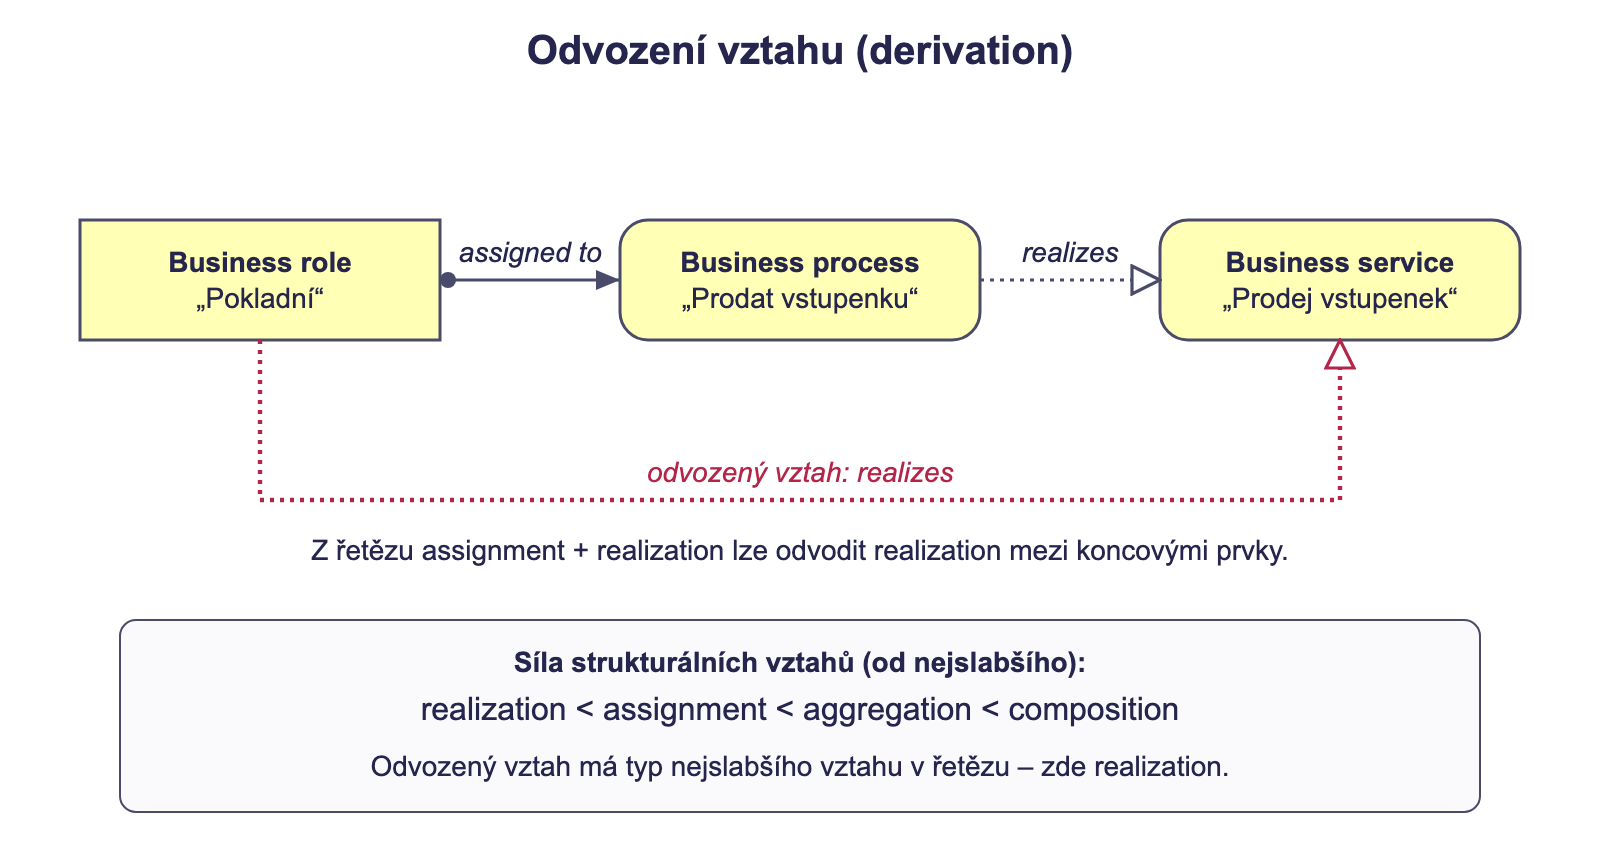 Odvození vztahu (derivation)
Business role
„Pokladní“
assigned to
Business process
„Prodat vstupenku“
realizes
Business service
„Prodej vstupenek“
odvozený vztah: realizes
Z řetězu assignment + realization lze odvodit realization mezi koncovými prvky.
Síla strukturálních vztahů (od nejslabšího):
realization < assignment < aggregation < composition
Odvozený vztah má typ nejslabšího vztahu v řetězu – zde realization.